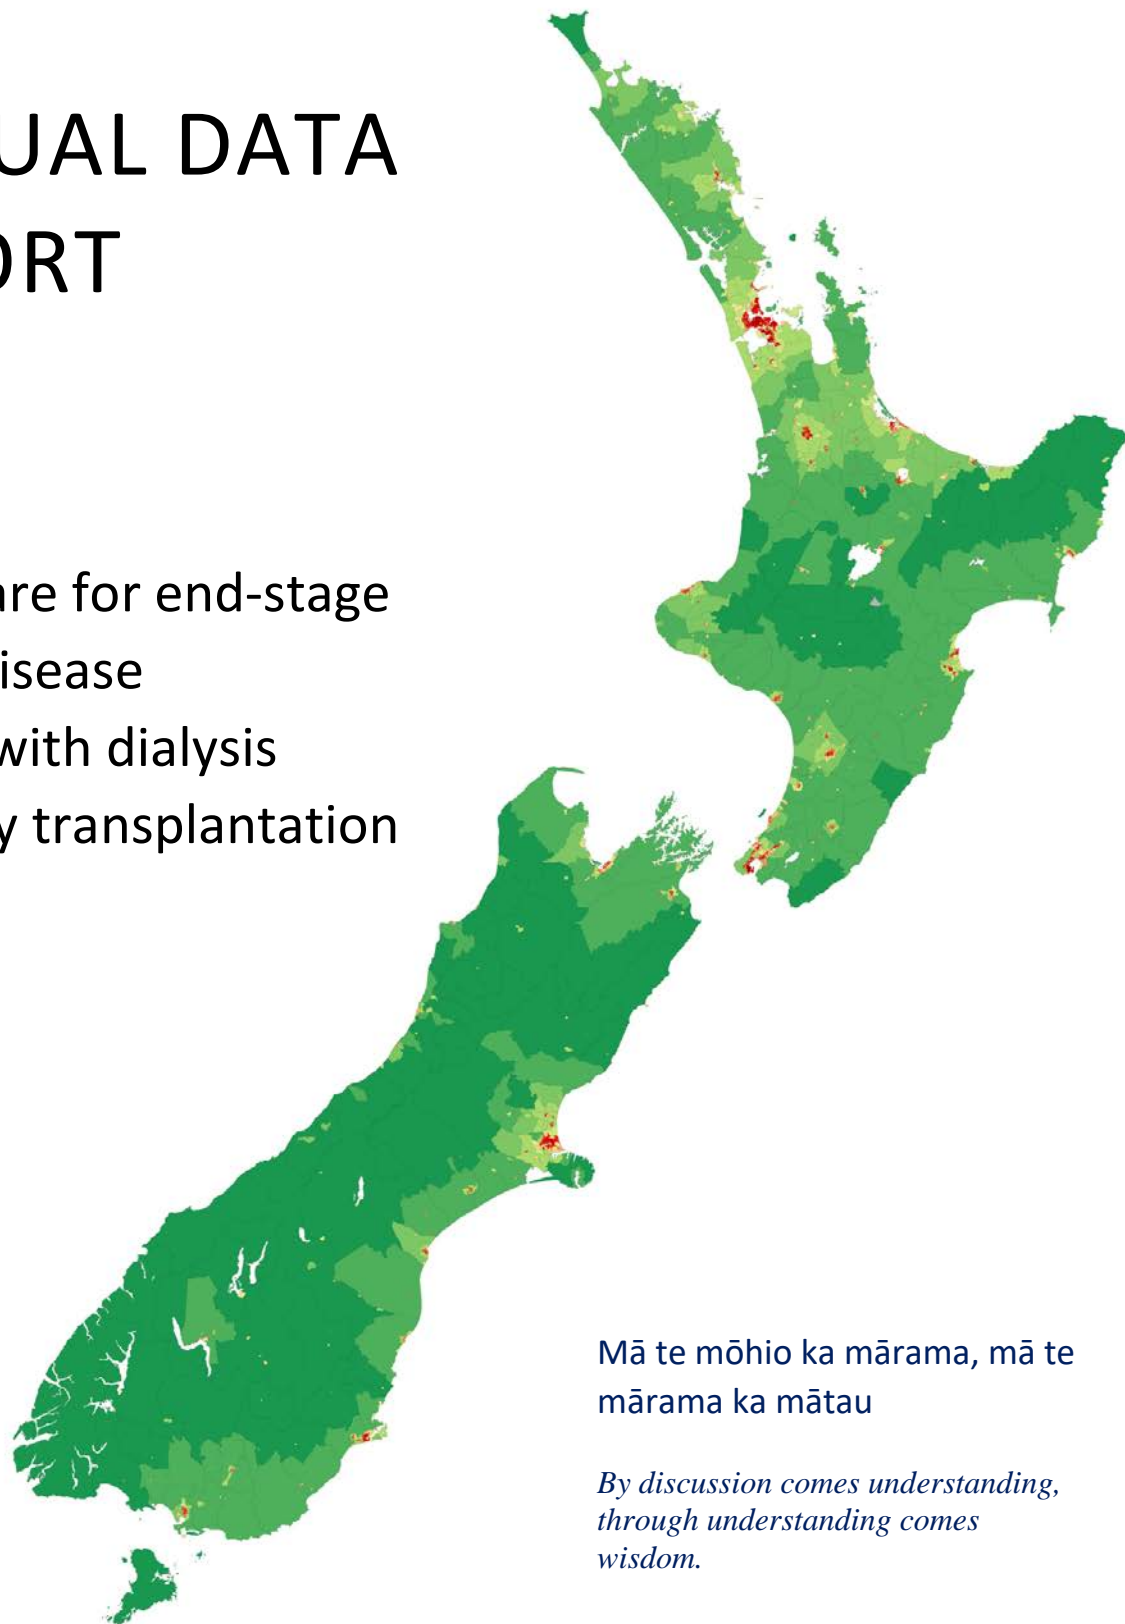 UAL DATA
ORT
are for end-stage
isease
with dialysis
y transplantation
Mā te mōhio ka mārama, mā te
mārama ka mātau
By discussion comes understanding,
through understanding comes
wisdom.